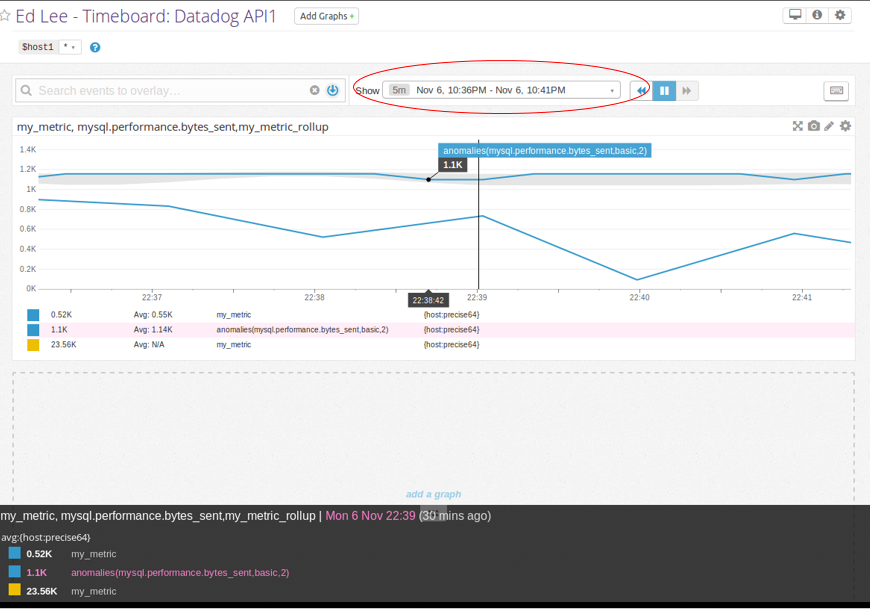 Ed Lee - Timeboard: Datadog API1 Add Graphs +
$host1 * ?
Search events to overlay... Show 5m Nov 6, 10:36PM - Nov 6, 10:41PM
my_metric, mysql.performance.bytes_sent,my_metric_rollup
anomalies(mysql.performance.bytes_sent,basic,2)
1.1K
1.4K
1.2K
1K
0.8K
0.6K
0.4K
0.2K
0K
22:37 22:38 22:38:42 22:39 22:40 22:41
0.52K Avg: 0.55K my_metric {host:precise64}
1.1K Avg: 1.14K anomalies(mysql.performance.bytes_sent,basic,2) {host:precise64}
23.56K Avg: N/A my_metric {host:precise64}
add a graph
my_metric, mysql.performance.bytes_sent,my_metric_rollup | Mon 6 Nov 22:39 (30 mins ago)
avg:{host:precise64}
0.52K my_metric
1.1K anomalies(mysql.performance.bytes_sent,basic,2)
23.56K my_metric